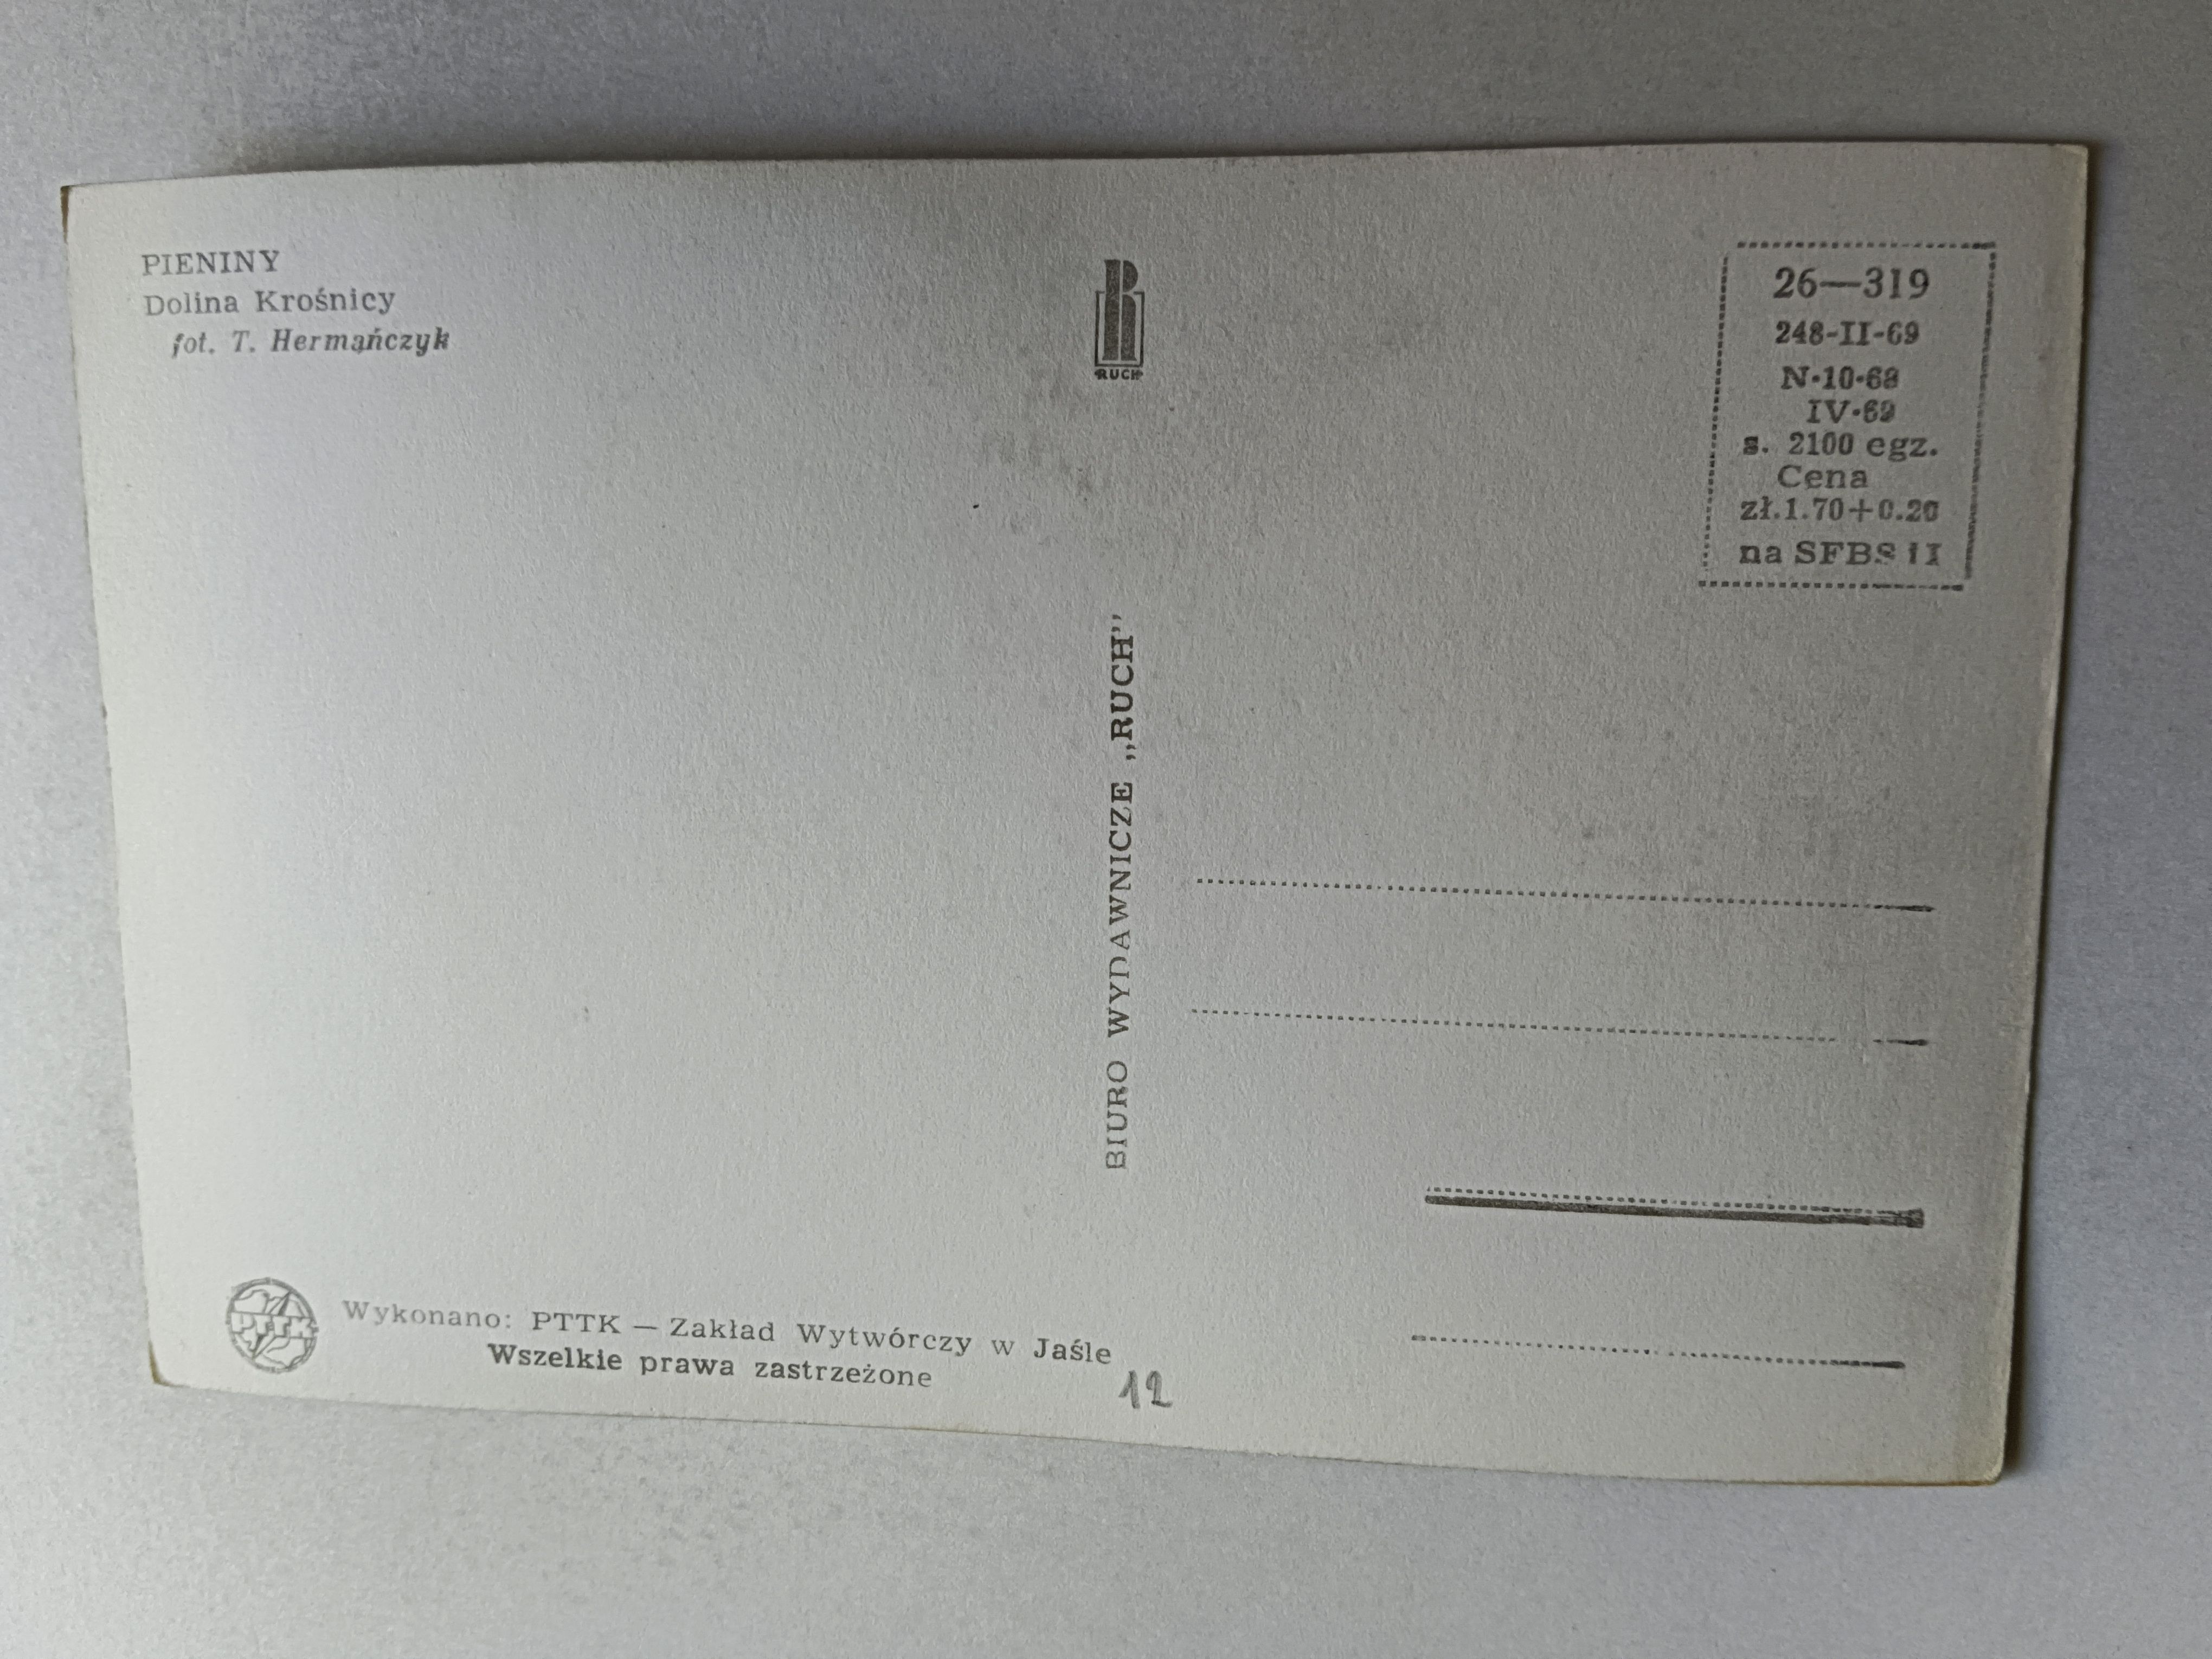 PIENINY
Dolina Krośnicy
fot. T. Hermańczyk
R
RUCH
26—319
248-II-69
N·10·68
IV·69
s. 2100 egz.
Cena
zł.1.70+0.20
na SFBS II
BIURO WYDAWNICZE „RUCH”
PTTK
Wykonano: PTTK — Zakład Wytwórczy w Jaśle
Wszelkie prawa zastrzeżone
12